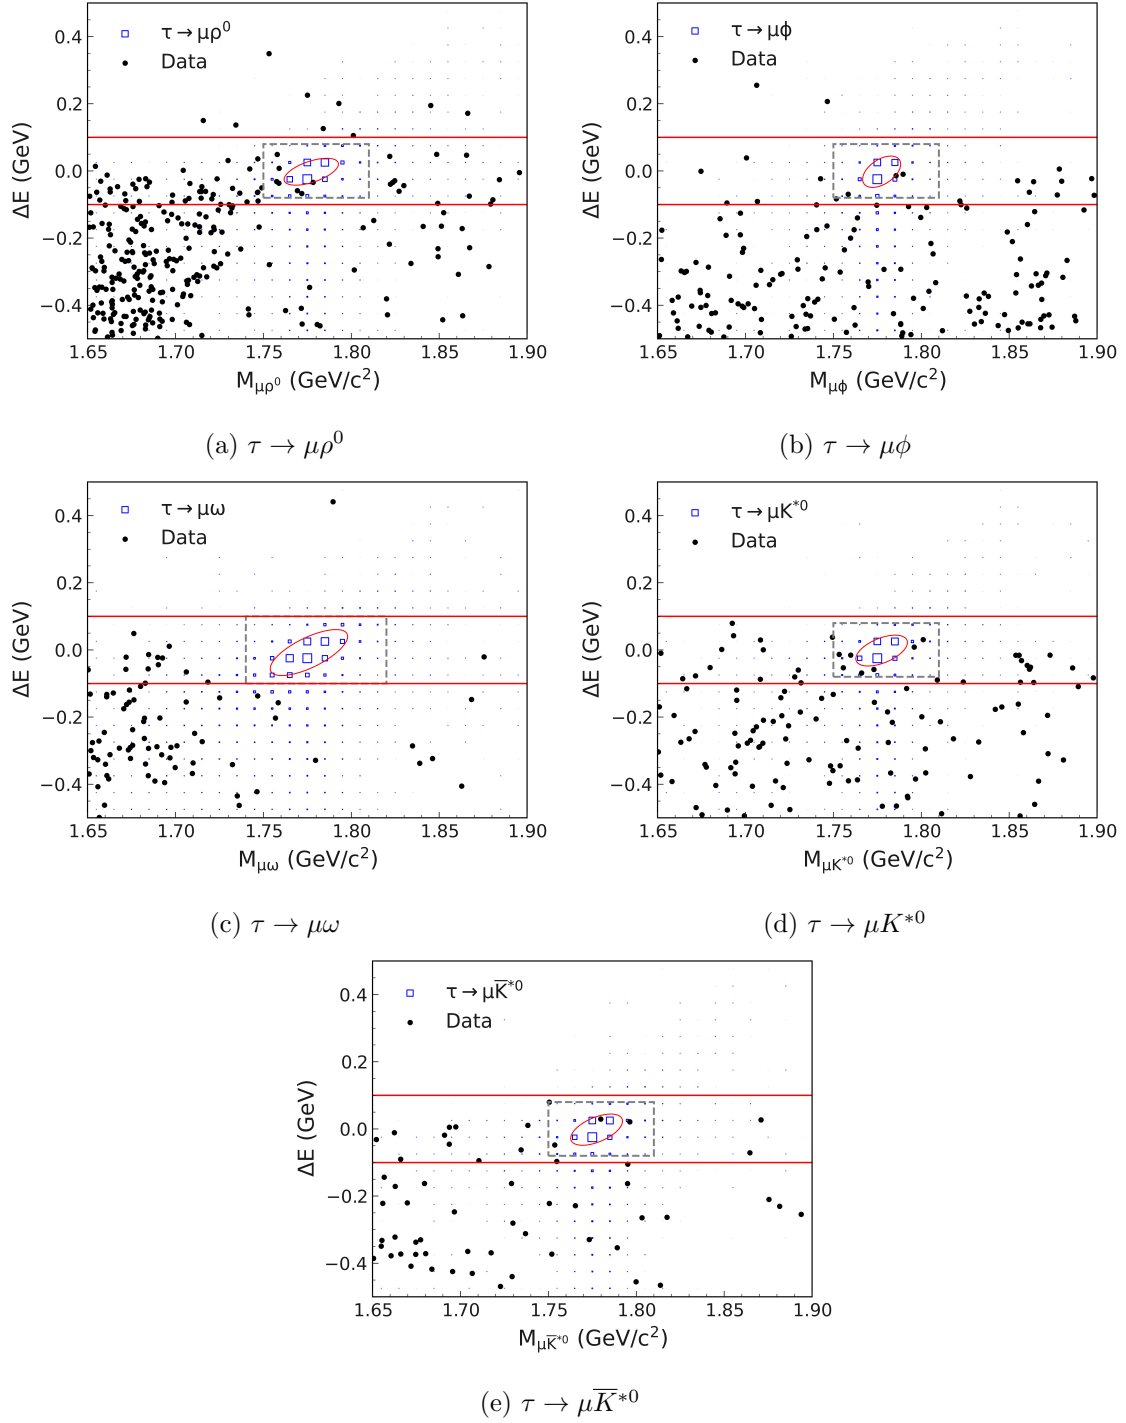 τ → μρ⁰
Data
ΔE (GeV)
0.4
0.2
0.0
−0.2
−0.4
1.65 1.70 1.75 1.80 1.85 1.90
M_μρ⁰ (GeV/c²)
(a) τ → μρ⁰
τ → μϕ
Data
ΔE (GeV)
0.4
0.2
0.0
−0.2
−0.4
1.65 1.70 1.75 1.80 1.85 1.90
M_μϕ (GeV/c²)
(b) τ → μϕ
τ → μω
Data
ΔE (GeV)
0.4
0.2
0.0
−0.2
−0.4
1.65 1.70 1.75 1.80 1.85 1.90
M_μω (GeV/c²)
(c) τ → μω
τ → μK*⁰
Data
ΔE (GeV)
0.4
0.2
0.0
−0.2
−0.4
1.65 1.70 1.75 1.80 1.85 1.90
M_μK*⁰ (GeV/c²)
(d) τ → μK*⁰
τ → μK̅*⁰
Data
ΔE (GeV)
0.4
0.2
0.0
−0.2
−0.4
1.65 1.70 1.75 1.80 1.85 1.90
M_μK̅*⁰ (GeV/c²)
(e) τ → μK̅*⁰